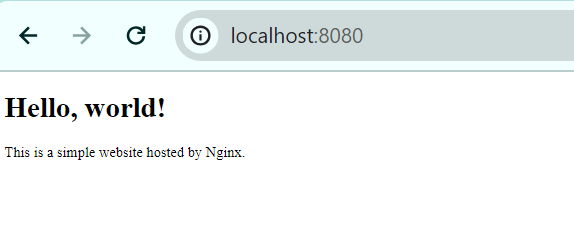 localhost:8080
Hello, world!
This is a simple website hosted by Nginx.